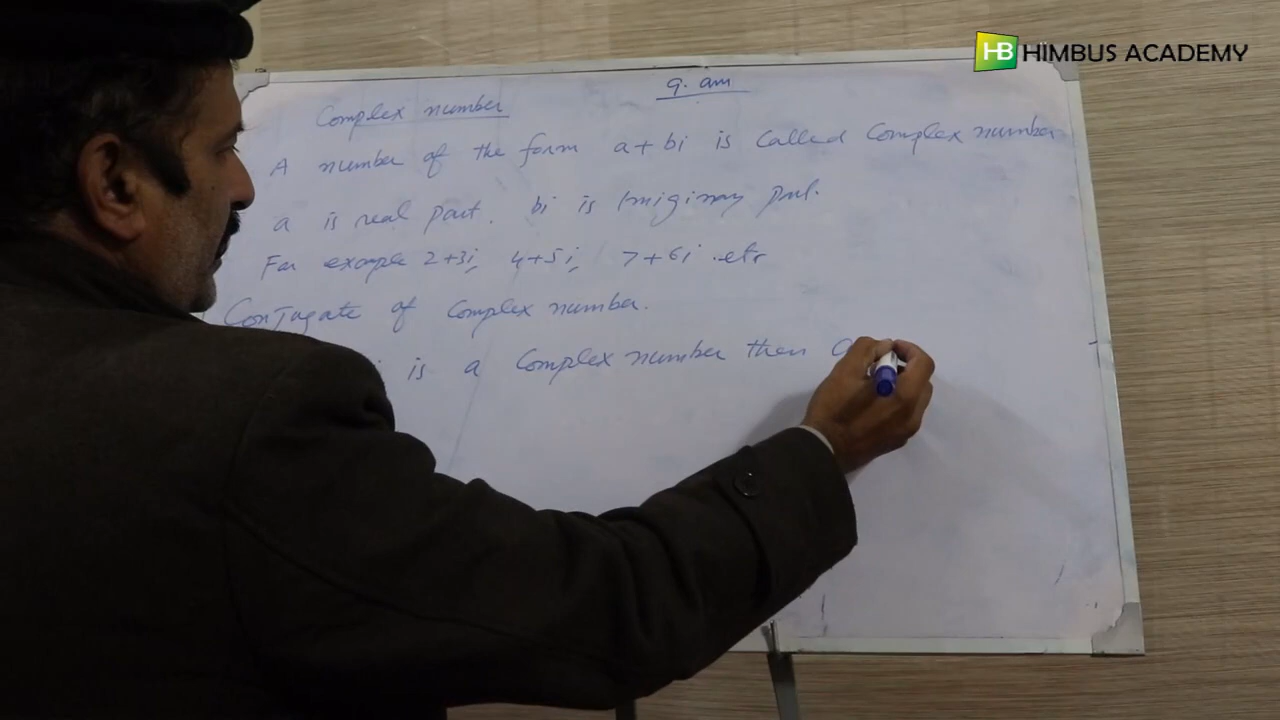 HB HIMBUS ACADEMY
9. am
Complex number
A number of the form a + bi is called Complex number
a is real part. bi is Imiginary part.
For example 2+3i, 4+5i, 7+6i .etc
Conjugate of Complex number.
i is a Complex number then a